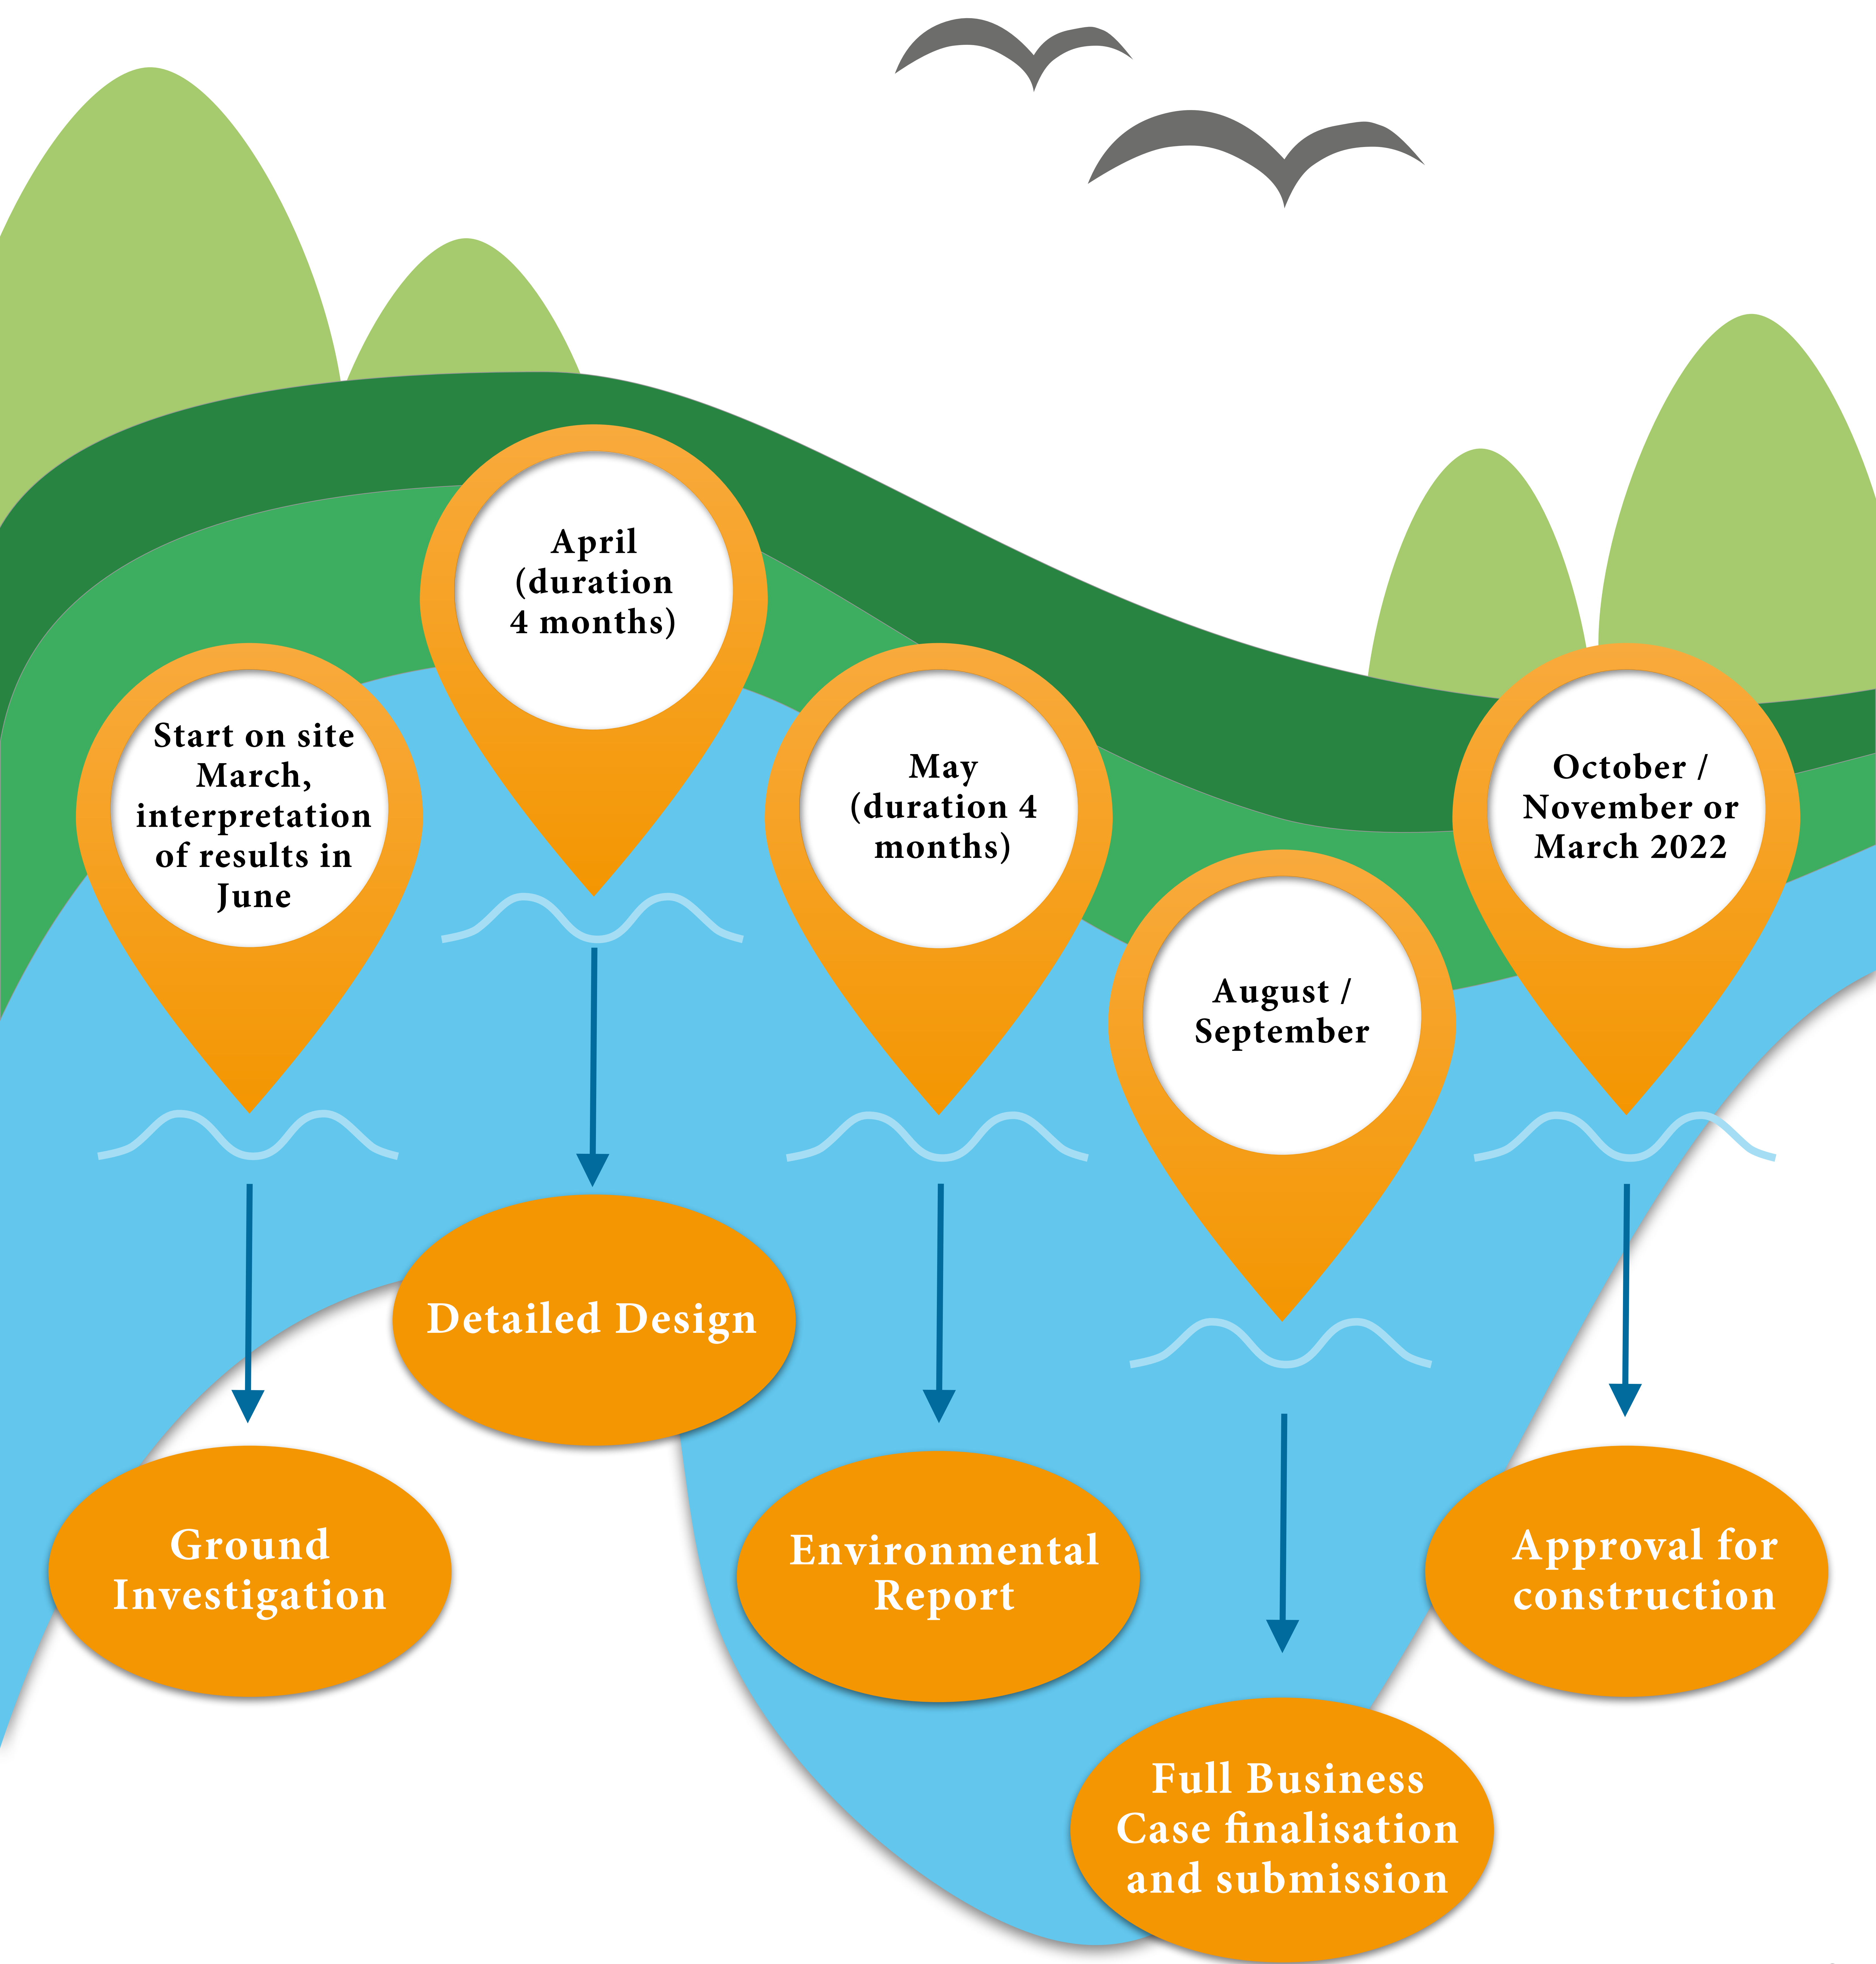 Start on site
March,
interpretation
of results in
June
Ground
Investigation
April
(duration
4 months)
Detailed Design
May
(duration 4
months)
Environmental
Report
August /
September
Full Business
Case finalisation
and submission
October /
November or
March 2022
Approval for
construction